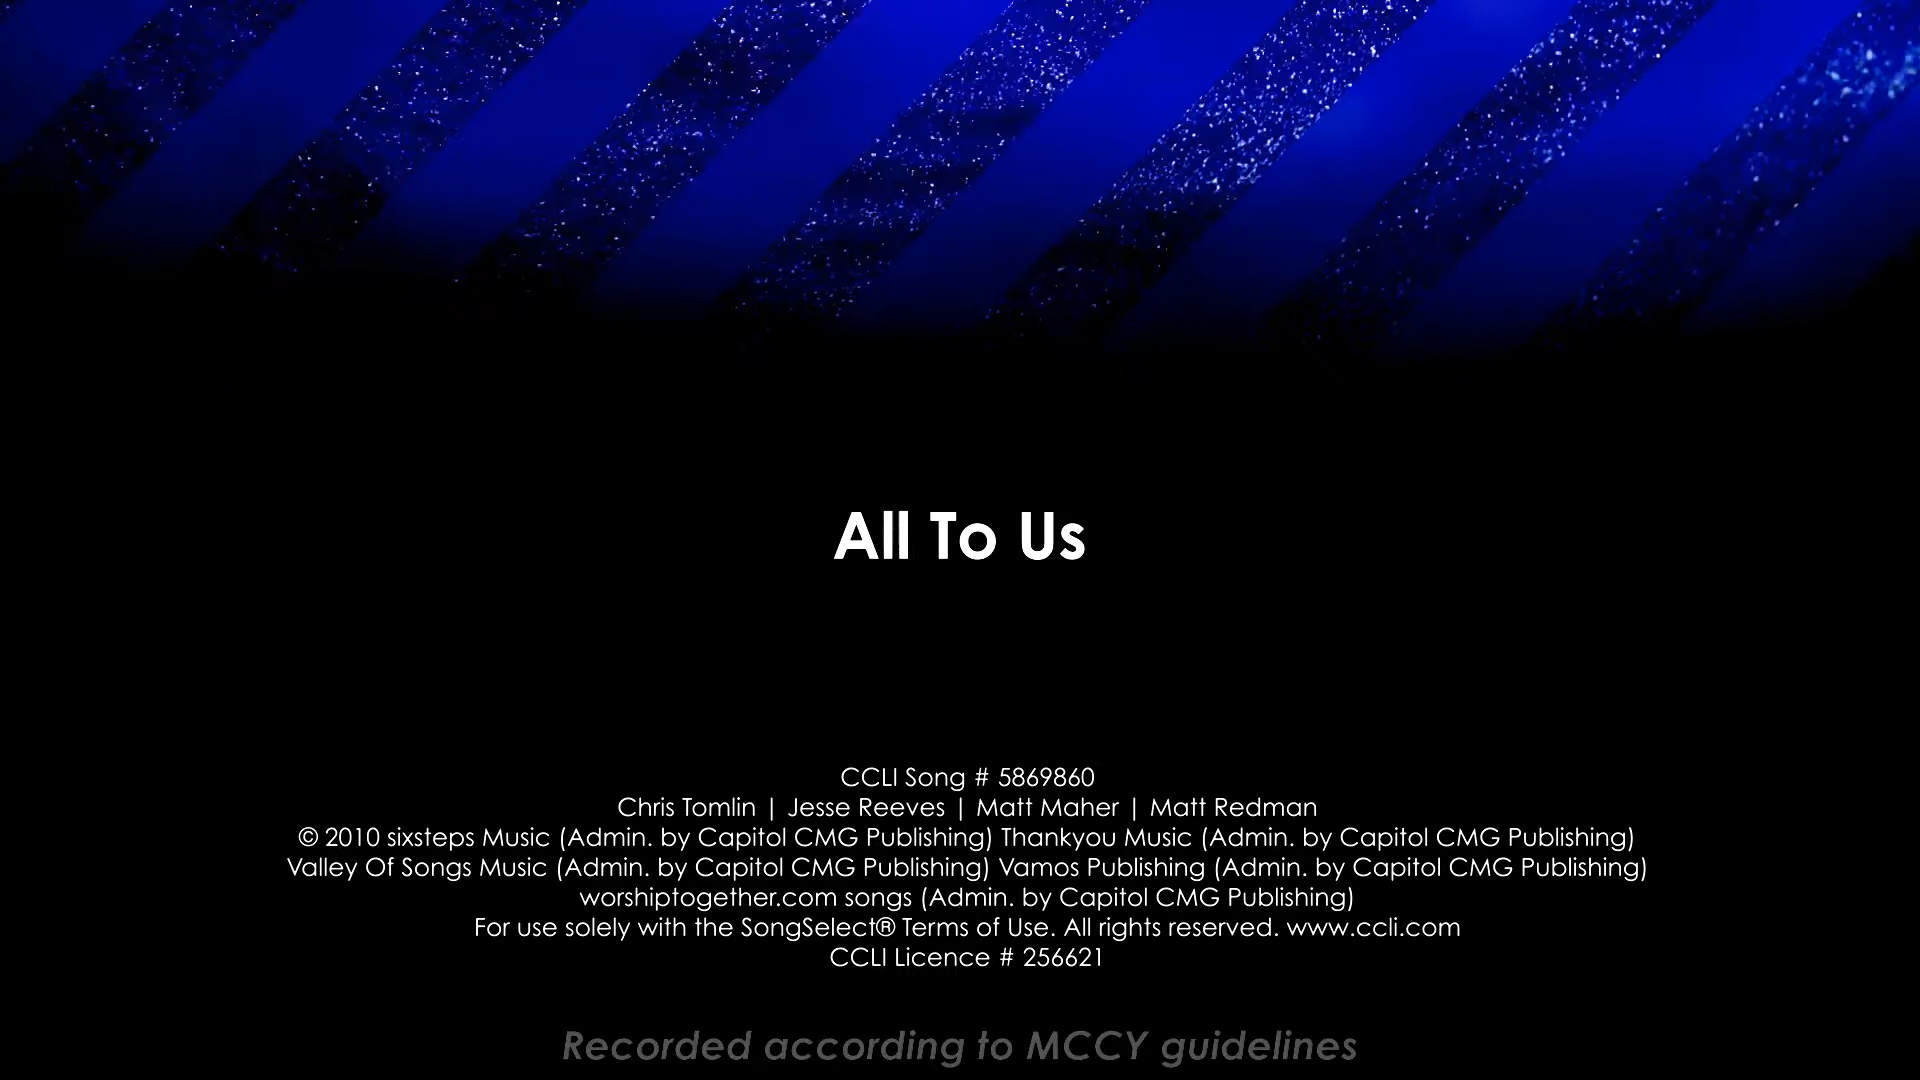 All To Us
CCLI Song # 5869860
Chris Tomlin | Jesse Reeves | Matt Maher | Matt Redman
© 2010 sixsteps Music (Admin. by Capitol CMG Publishing) Thankyou Music (Admin. by Capitol CMG Publishing)
Valley Of Songs Music (Admin. by Capitol CMG Publishing) Vamos Publishing (Admin. by Capitol CMG Publishing)
worshiptogether.com songs (Admin. by Capitol CMG Publishing)
For use solely with the SongSelect® Terms of Use. All rights reserved. www.ccli.com
CCLI Licence # 256621
Recorded according to MCCY guidelines